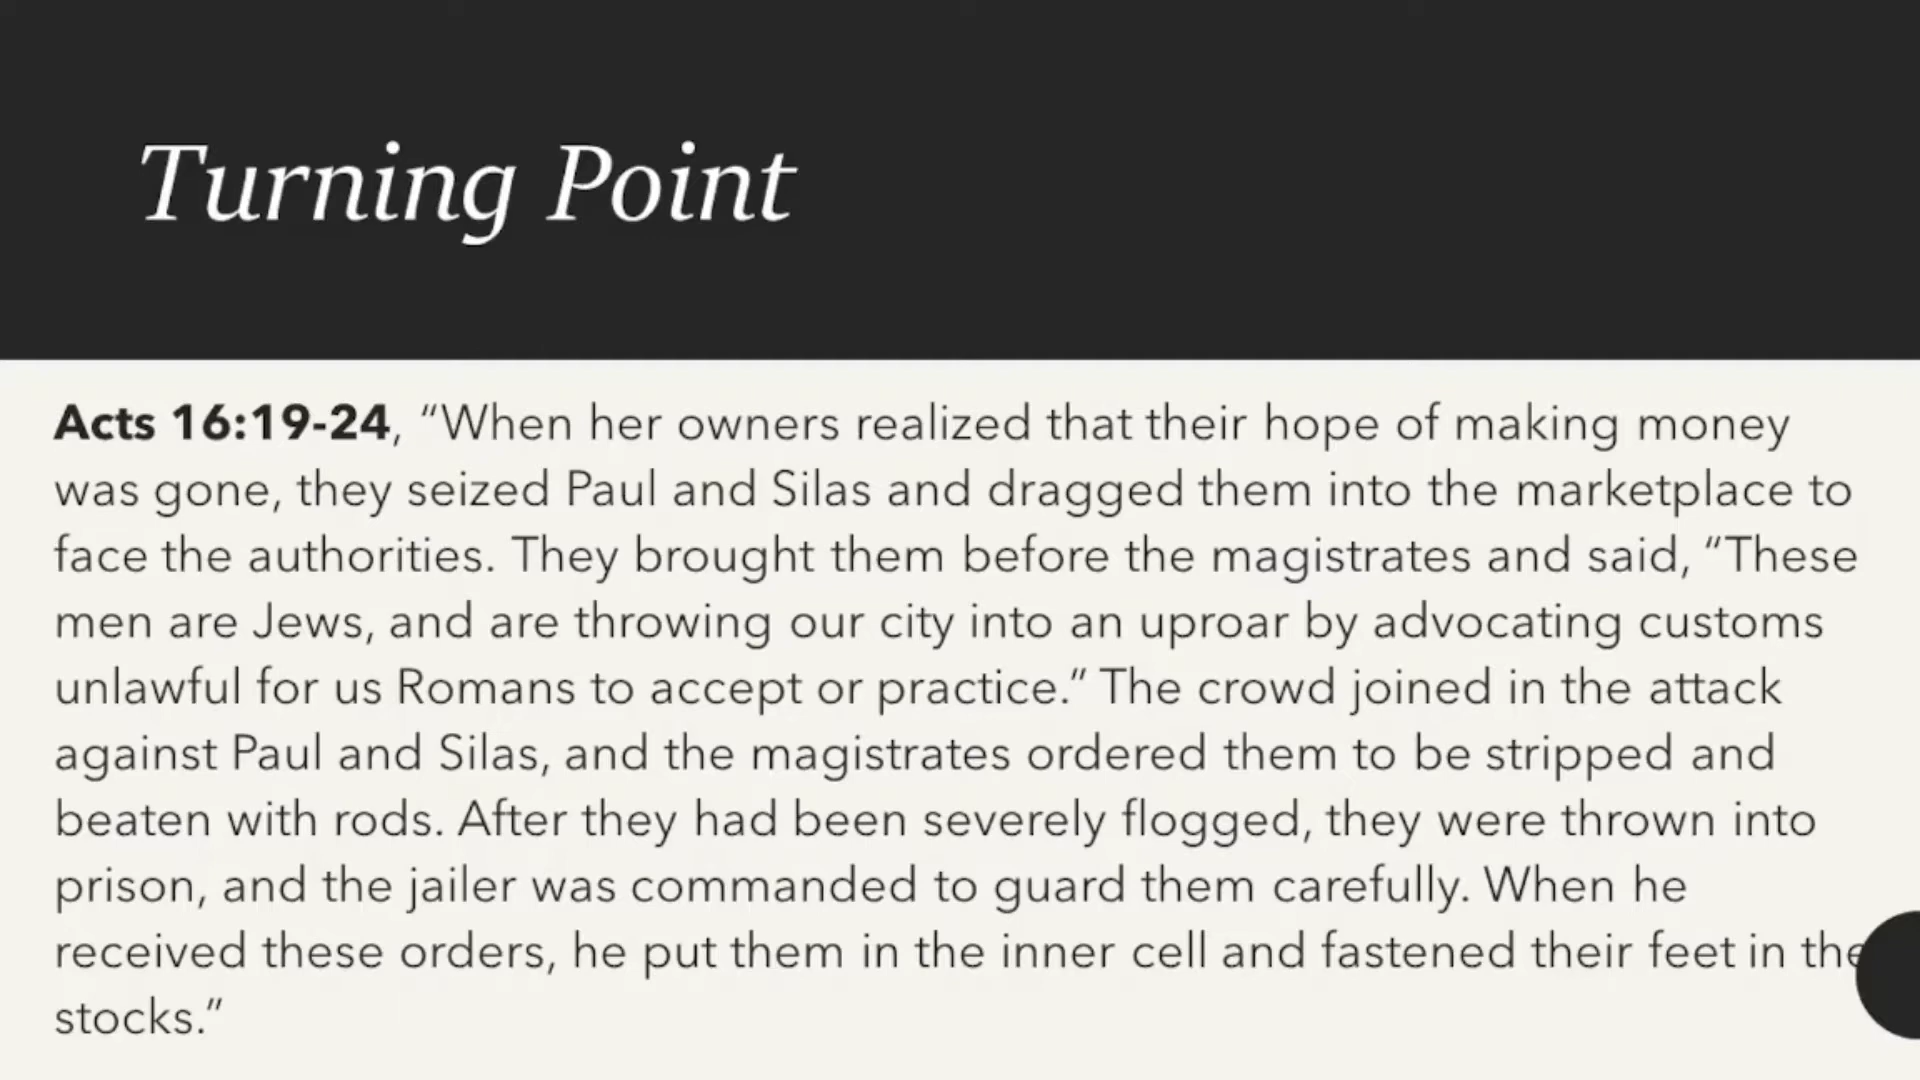 Turning Point
Acts 16:19-24, “When her owners realized that their hope of making money
was gone, they seized Paul and Silas and dragged them into the marketplace to
face the authorities. They brought them before the magistrates and said, “These
men are Jews, and are throwing our city into an uproar by advocating customs
unlawful for us Romans to accept or practice.” The crowd joined in the attack
against Paul and Silas, and the magistrates ordered them to be stripped and
beaten with rods. After they had been severely flogged, they were thrown into
prison, and the jailer was commanded to guard them carefully. When he
received these orders, he put them in the inner cell and fastened their feet in the
stocks.”